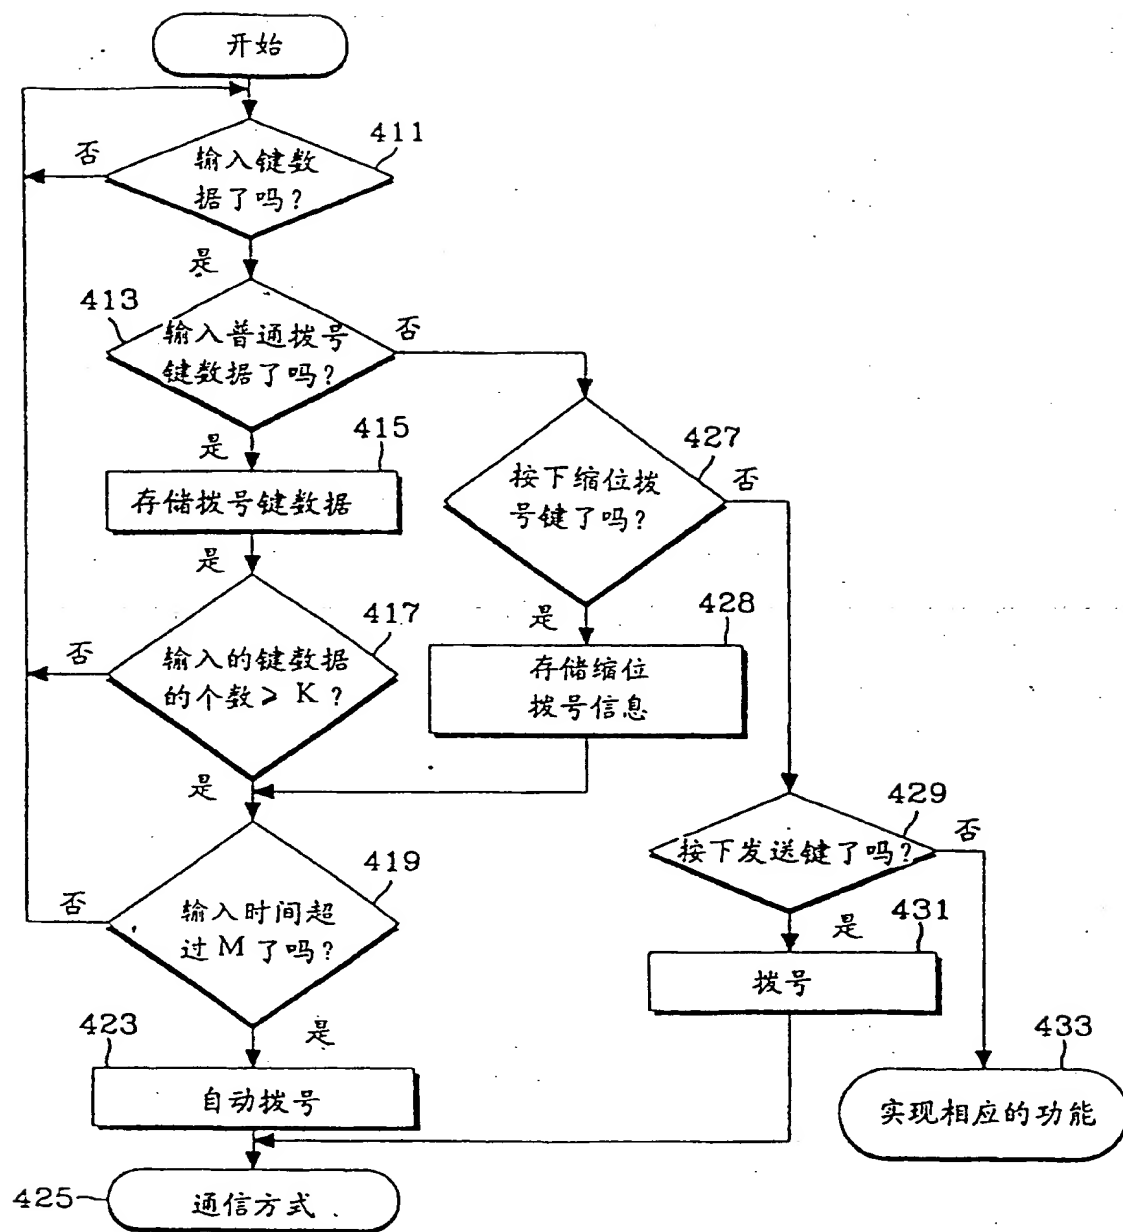 开始
411
否
输入键数
据了吗?
是
413
输入普通拨号
键数据了吗?
否
是
415
存储拨号键数据
427
按下缩位拨
号键了吗?
否
是
417
输入的键数据
的个数≥ K?
否
是
428
存储缩位
拨号信息
是
429
按下发送键了吗?
否
419
输入时间超
过M了吗?
否
是
431
拨号
423
是
自动拨号
433
实现相应的功能
425
通信方式